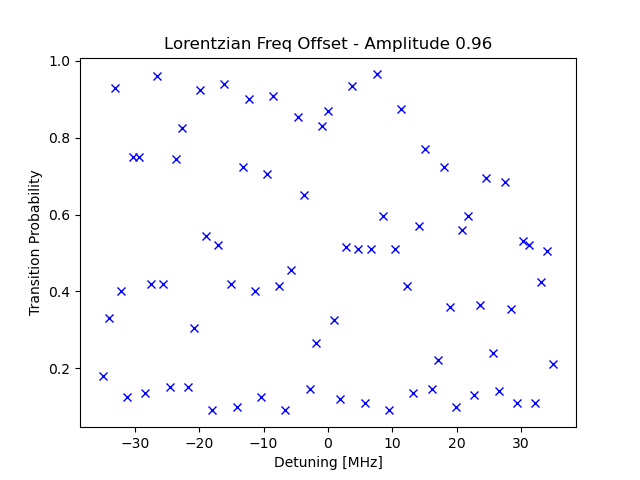 Lorentzian Freq Offset - Amplitude 0.96
1.0
0.8
0.6
0.4
0.2
Transition Probability
−30 −20 −10 0 10 20 30
Detuning [MHz]